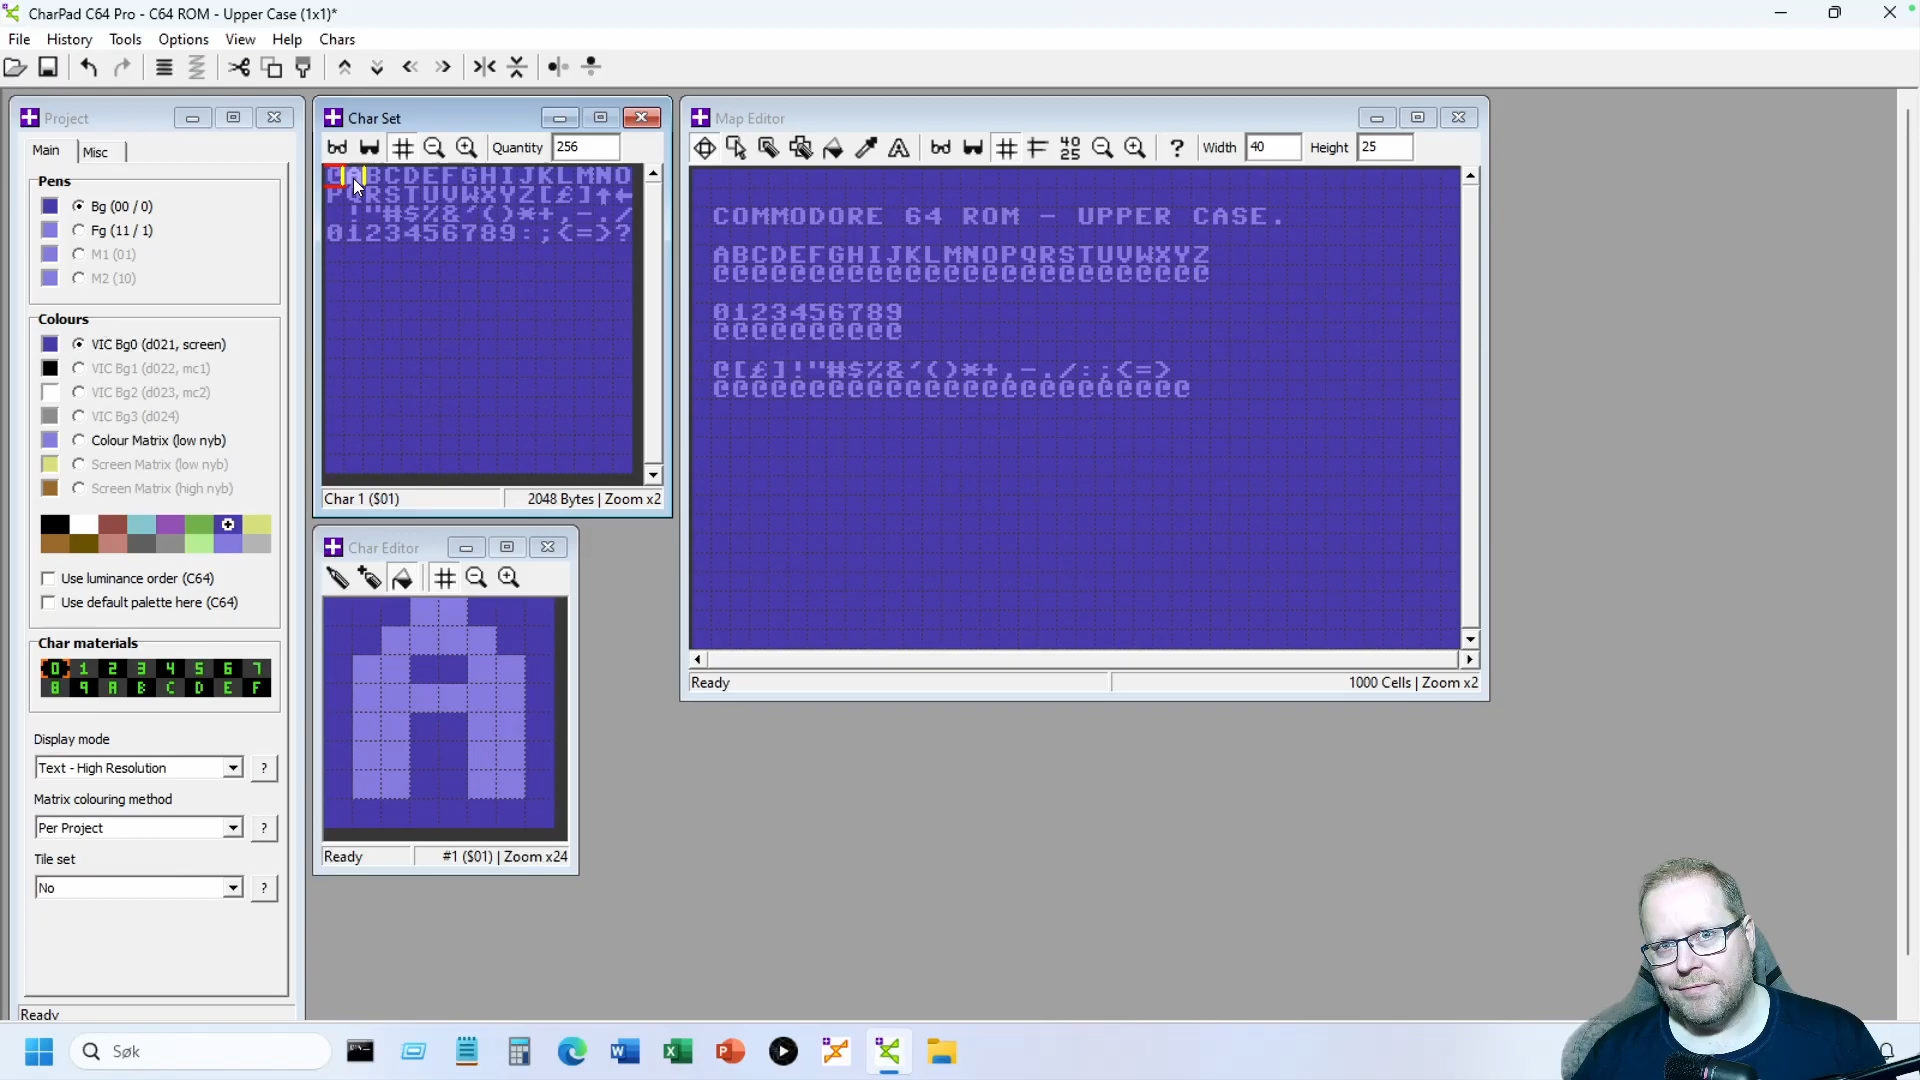 CharPad C64 Pro - C64 ROM - Upper Case (1x1)*
File History Tools Options View Help Chars
Project
Main Misc
Pens
Bg (00 / 0)
Fg (11 / 1)
M1 (01)
M2 (10)
Colours
VIC Bg0 (d021, screen)
VIC Bg1 (d022, mc1)
VIC Bg2 (d023, mc2)
VIC Bg3 (d024)
Colour Matrix (low nyb)
Screen Matrix (low nyb)
Screen Matrix (high nyb)
Use luminance order (C64)
Use default palette here (C64)
Char materials
0 1 2 3 4 5 6 7
8 9 A B C D E F
Display mode
Text - High Resolution ?
Matrix colouring method
Per Project ?
Tile set
No ?
Ready
Char Set
Quantity 256
@ABCDEFGHIJKLMNO
PQRSTUVWXYZ[£]↑←
!"#$%&'()*+,-./
0123456789:;<=>?
Char 1 ($01) 2048 Bytes | Zoom x2
Char Editor
A
Ready #1 ($01) | Zoom x24
Map Editor
40 25 ? Width 40 Height 25
COMMODORE 64 ROM - UPPER CASE.
ABCDEFGHIJKLMNOPQRSTUVWXYZ
@@@@@@@@@@@@@@@@@@@@@@@@@@
0123456789
@@@@@@@@@@
@[£]!"#$%&'()*+,-./:;<=>
@@@@@@@@@@@@@@@@@@@@@@@@@
Ready 1000 Cells | Zoom x2
Søk